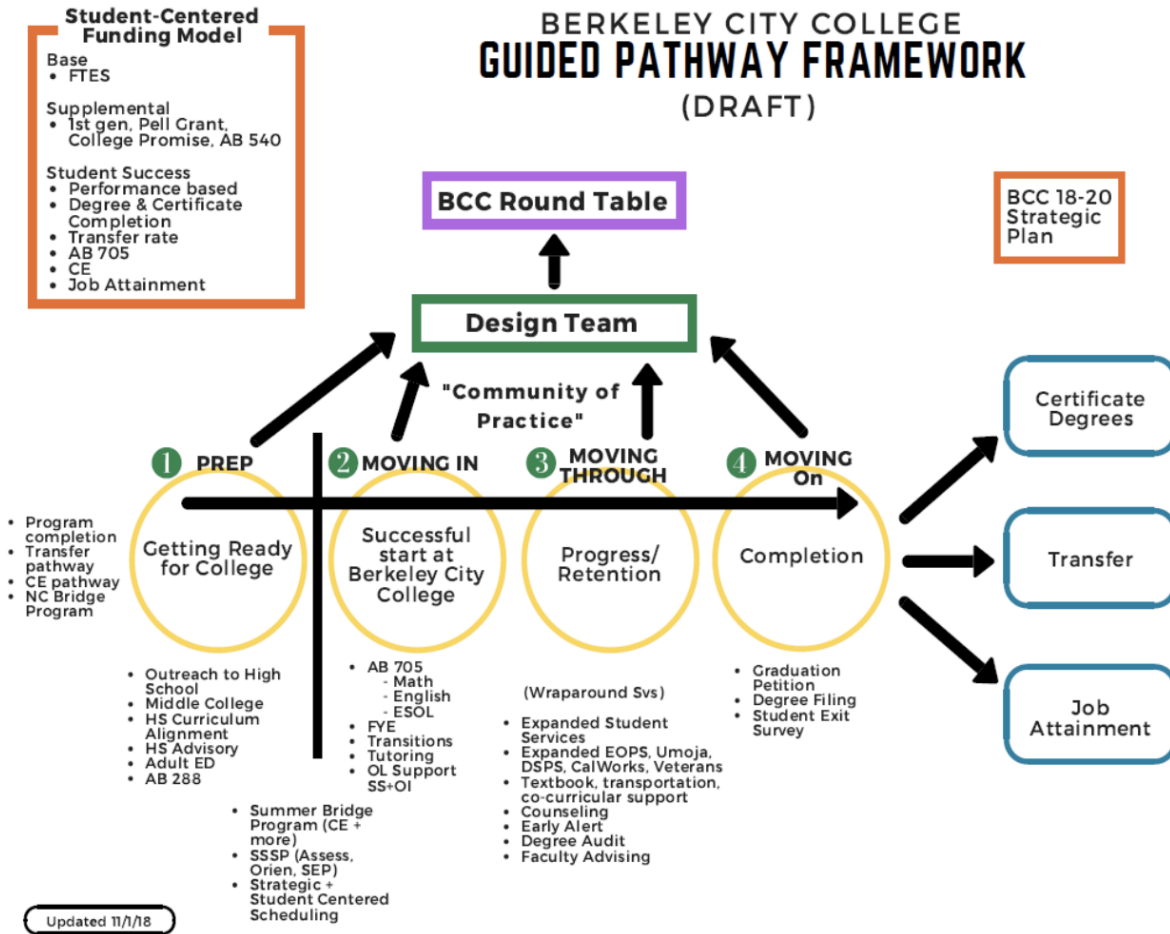 Student-Centered
Funding Model
Base
• FTES
Supplemental
• 1st gen, Pell Grant,
College Promise, AB 540
Student Success
• Performance based
• Degree & Certificate
Completion
• Transfer rate
• AB 705
• CE
• Job Attainment
BERKELEY CITY COLLEGE
GUIDED PATHWAY FRAMEWORK
(DRAFT)
BCC Round Table
BCC 18-20
Strategic
Plan
Design Team
"Community of
Practice"
1 PREP
2 MOVING IN
3 MOVING
THROUGH
4 MOVING
On
• Program
completion
• Transfer
pathway
• CE pathway
• NC Bridge
Program
Getting Ready
for College
Successful
start at
Berkeley City
College
Progress/
Retention
Completion
Certificate
Degrees
Transfer
Job
Attainment
• Outreach to High
School
• Middle College
• HS Curriculum
Alignment
• HS Advisory
• Adult ED
• AB 288
• AB 705
- Math
- English
- ESOL
• FYE
• Transitions
• Tutoring
• OL Support
SS+OI
• Summer Bridge
Program (CE +
more)
• SSSP (Assess,
Orien, SEP)
• Strategic +
Student Centered
Scheduling
(Wraparound Svs)
• Expanded Student
Services
• Expanded EOPS, Umoja,
DSPS, CalWorks, Veterans
• Textbook, transportation,
co-curricular support
• Counseling
• Early Alert
• Degree Audit
• Faculty Advising
• Graduation
Petition
• Degree Filing
• Student Exit
Survey
Updated 11/1/18